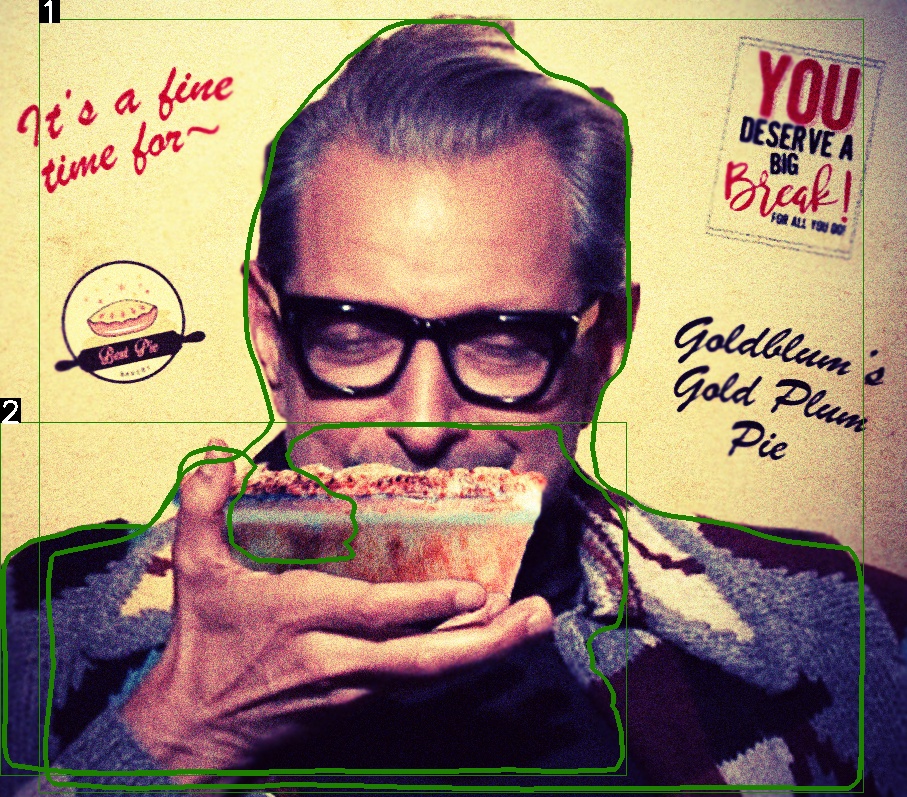 1
It's a fine
time for~
YOU
DESERVE A
BIG
Break!
FOR ALL YOU DO!
Best Pie
BAKERY
Goldblum's
Gold Plum
Pie
2